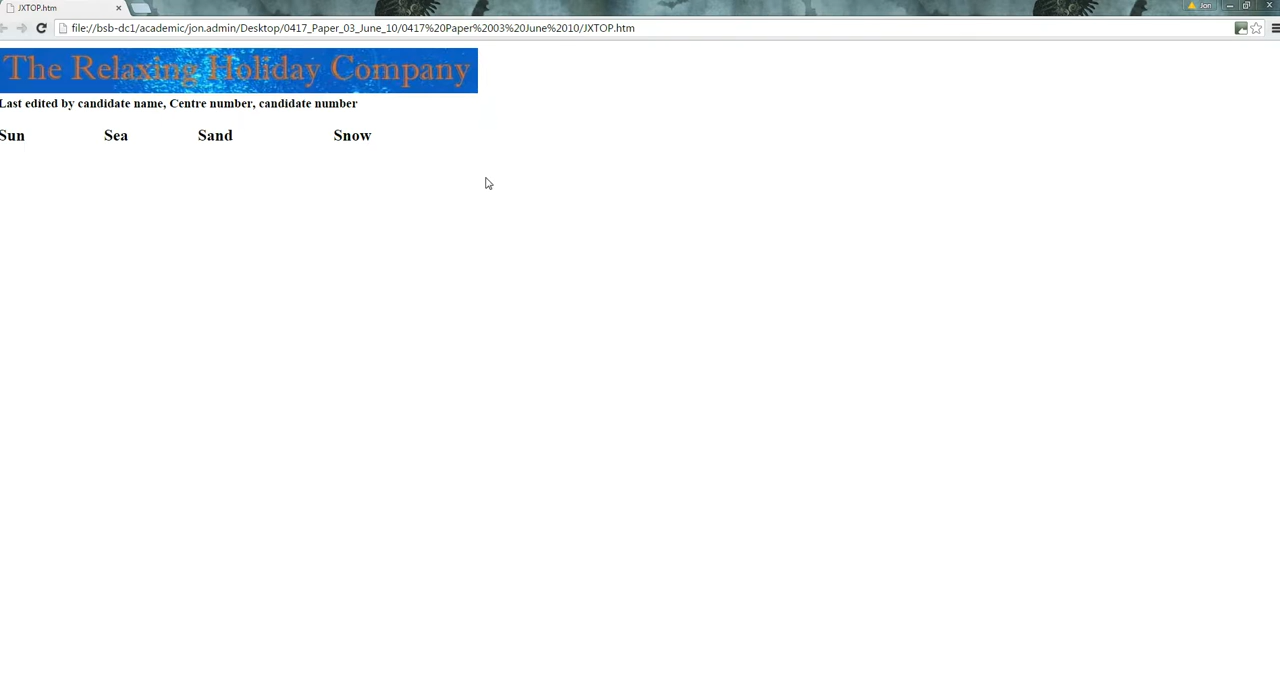 JXTOP.htm
Jon
file://bsb-dc1/academic/jon.admin/Desktop/0417_Paper_03_June_10/0417%20Paper%2003%20June%2010/JXTOP.htm
The Relaxing Holiday Company
Last edited by candidate name, Centre number, candidate number
Sun Sea Sand Snow